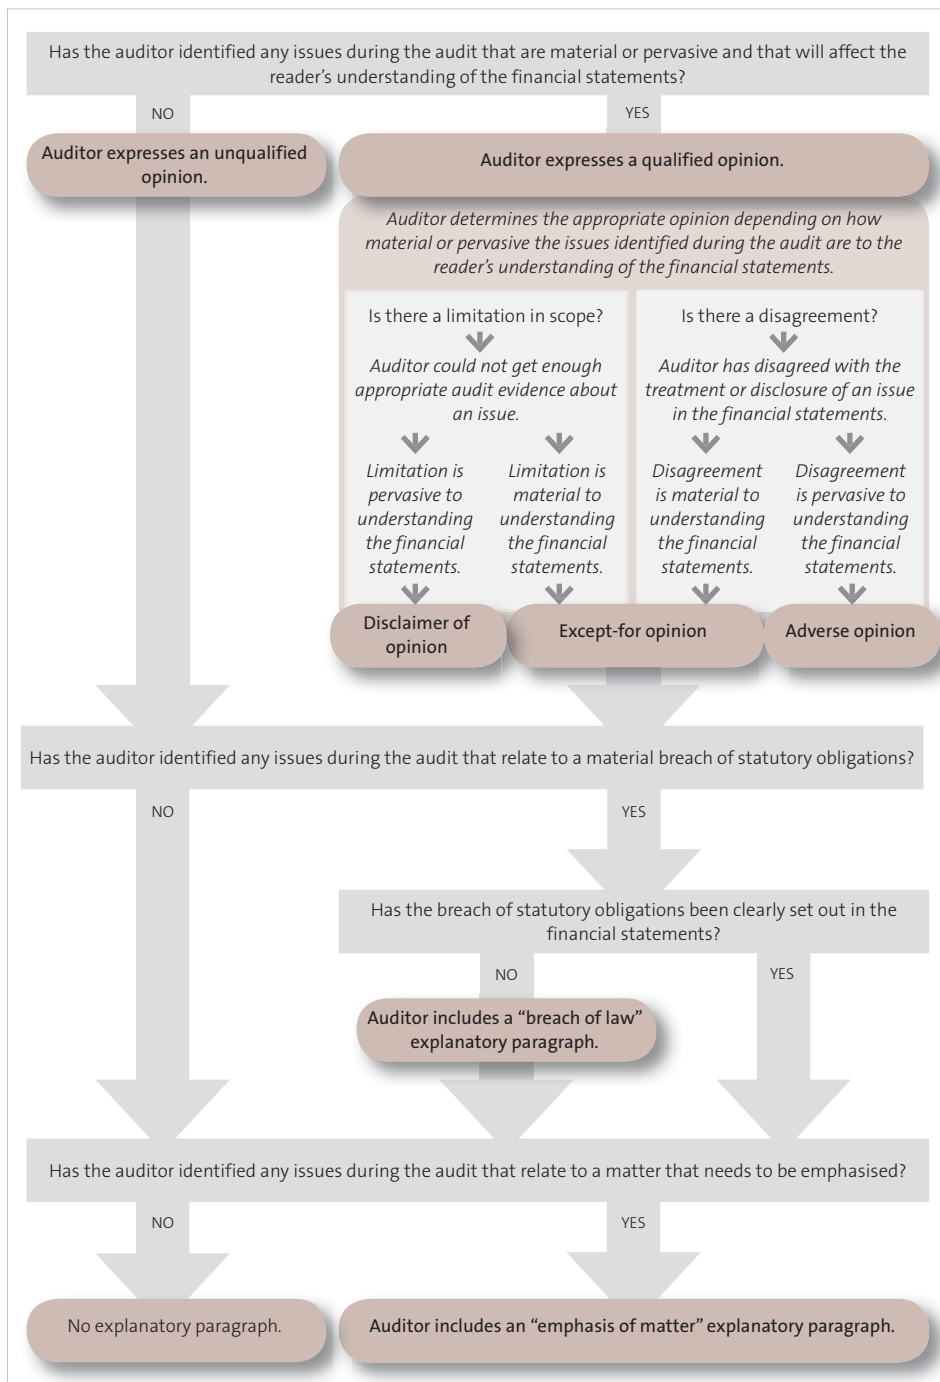 Has the auditor identified any issues during the audit that are material or pervasive and that will affect the
reader’s understanding of the financial statements?
NO
YES
Auditor expresses an unqualified
opinion.
Auditor expresses a qualified opinion.
Auditor determines the appropriate opinion depending on how
material or pervasive the issues identified during the audit are to the
reader’s understanding of the financial statements.
Is there a limitation in scope?
Auditor could not get enough
appropriate audit evidence about
an issue.
Is there a disagreement?
Auditor has disagreed with the
treatment or disclosure of an issue
in the financial statements.
Limitation is
pervasive to
understanding
the financial
statements.
Limitation is
material to
understanding
the financial
statements.
Disagreement
is material to
understanding
the financial
statements.
Disagreement
is pervasive to
understanding
the financial
statements.
Disclaimer of
opinion
Except-for opinion
Adverse opinion
Has the auditor identified any issues during the audit that relate to a material breach of statutory obligations?
NO
YES
Has the breach of statutory obligations been clearly set out in the
financial statements?
NO
YES
Auditor includes a “breach of law”
explanatory paragraph.
Has the auditor identified any issues during the audit that relate to a matter that needs to be emphasised?
NO
YES
No explanatory paragraph.
Auditor includes an “emphasis of matter” explanatory paragraph.